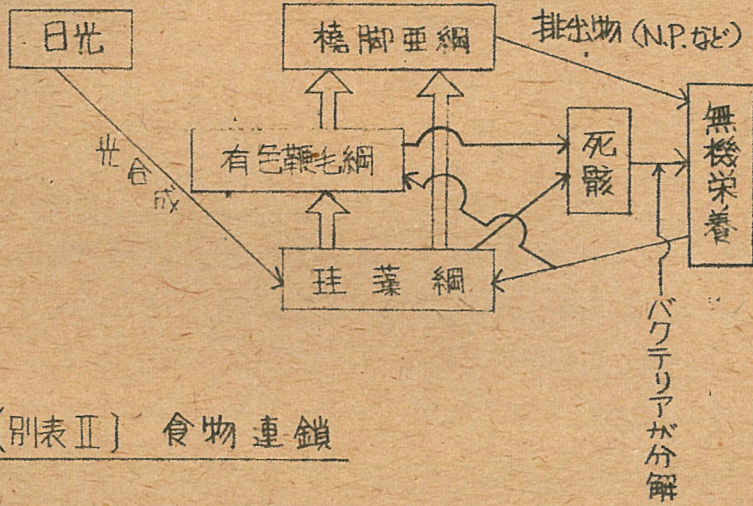 日光
橈脚亜綱
排出物 (N.P.など)
光合成
有色鞭毛綱
死骸
無機栄養
珪藻綱
バクテリアが分解
[別表Ⅱ] 食物連鎖